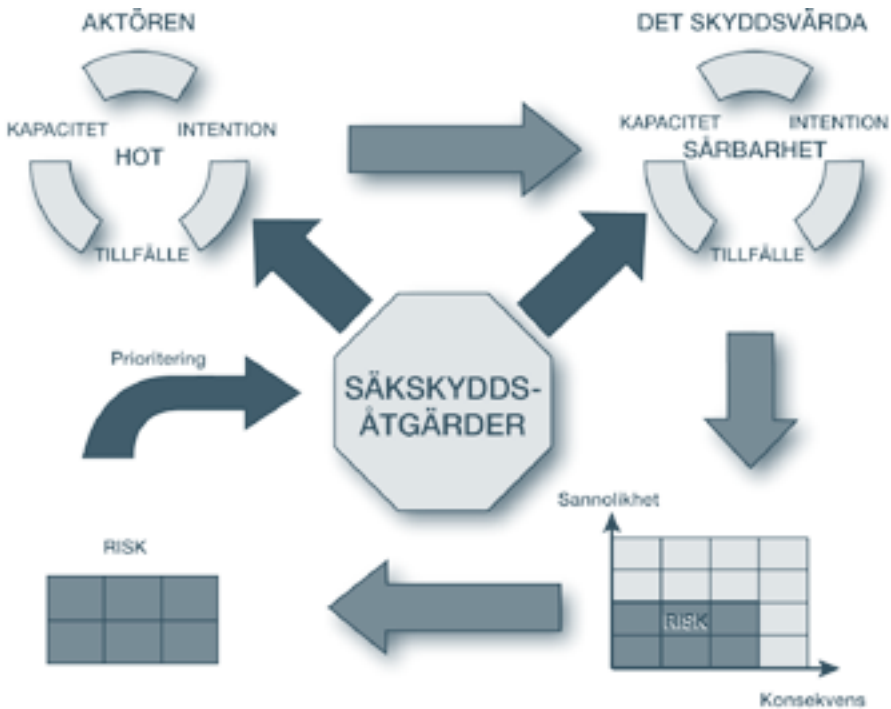 AKTÖREN
KAPACITET INTENTION
HOT
TILLFÄLLE
DET SKYDDSVÄRDA
KAPACITET INTENTION
SÅRBARHET
TILLFÄLLE
Prioritering
SÄKSKYDDS-
ÅTGÄRDER
Sannolikhet
RISK
Konsekvens
RISK